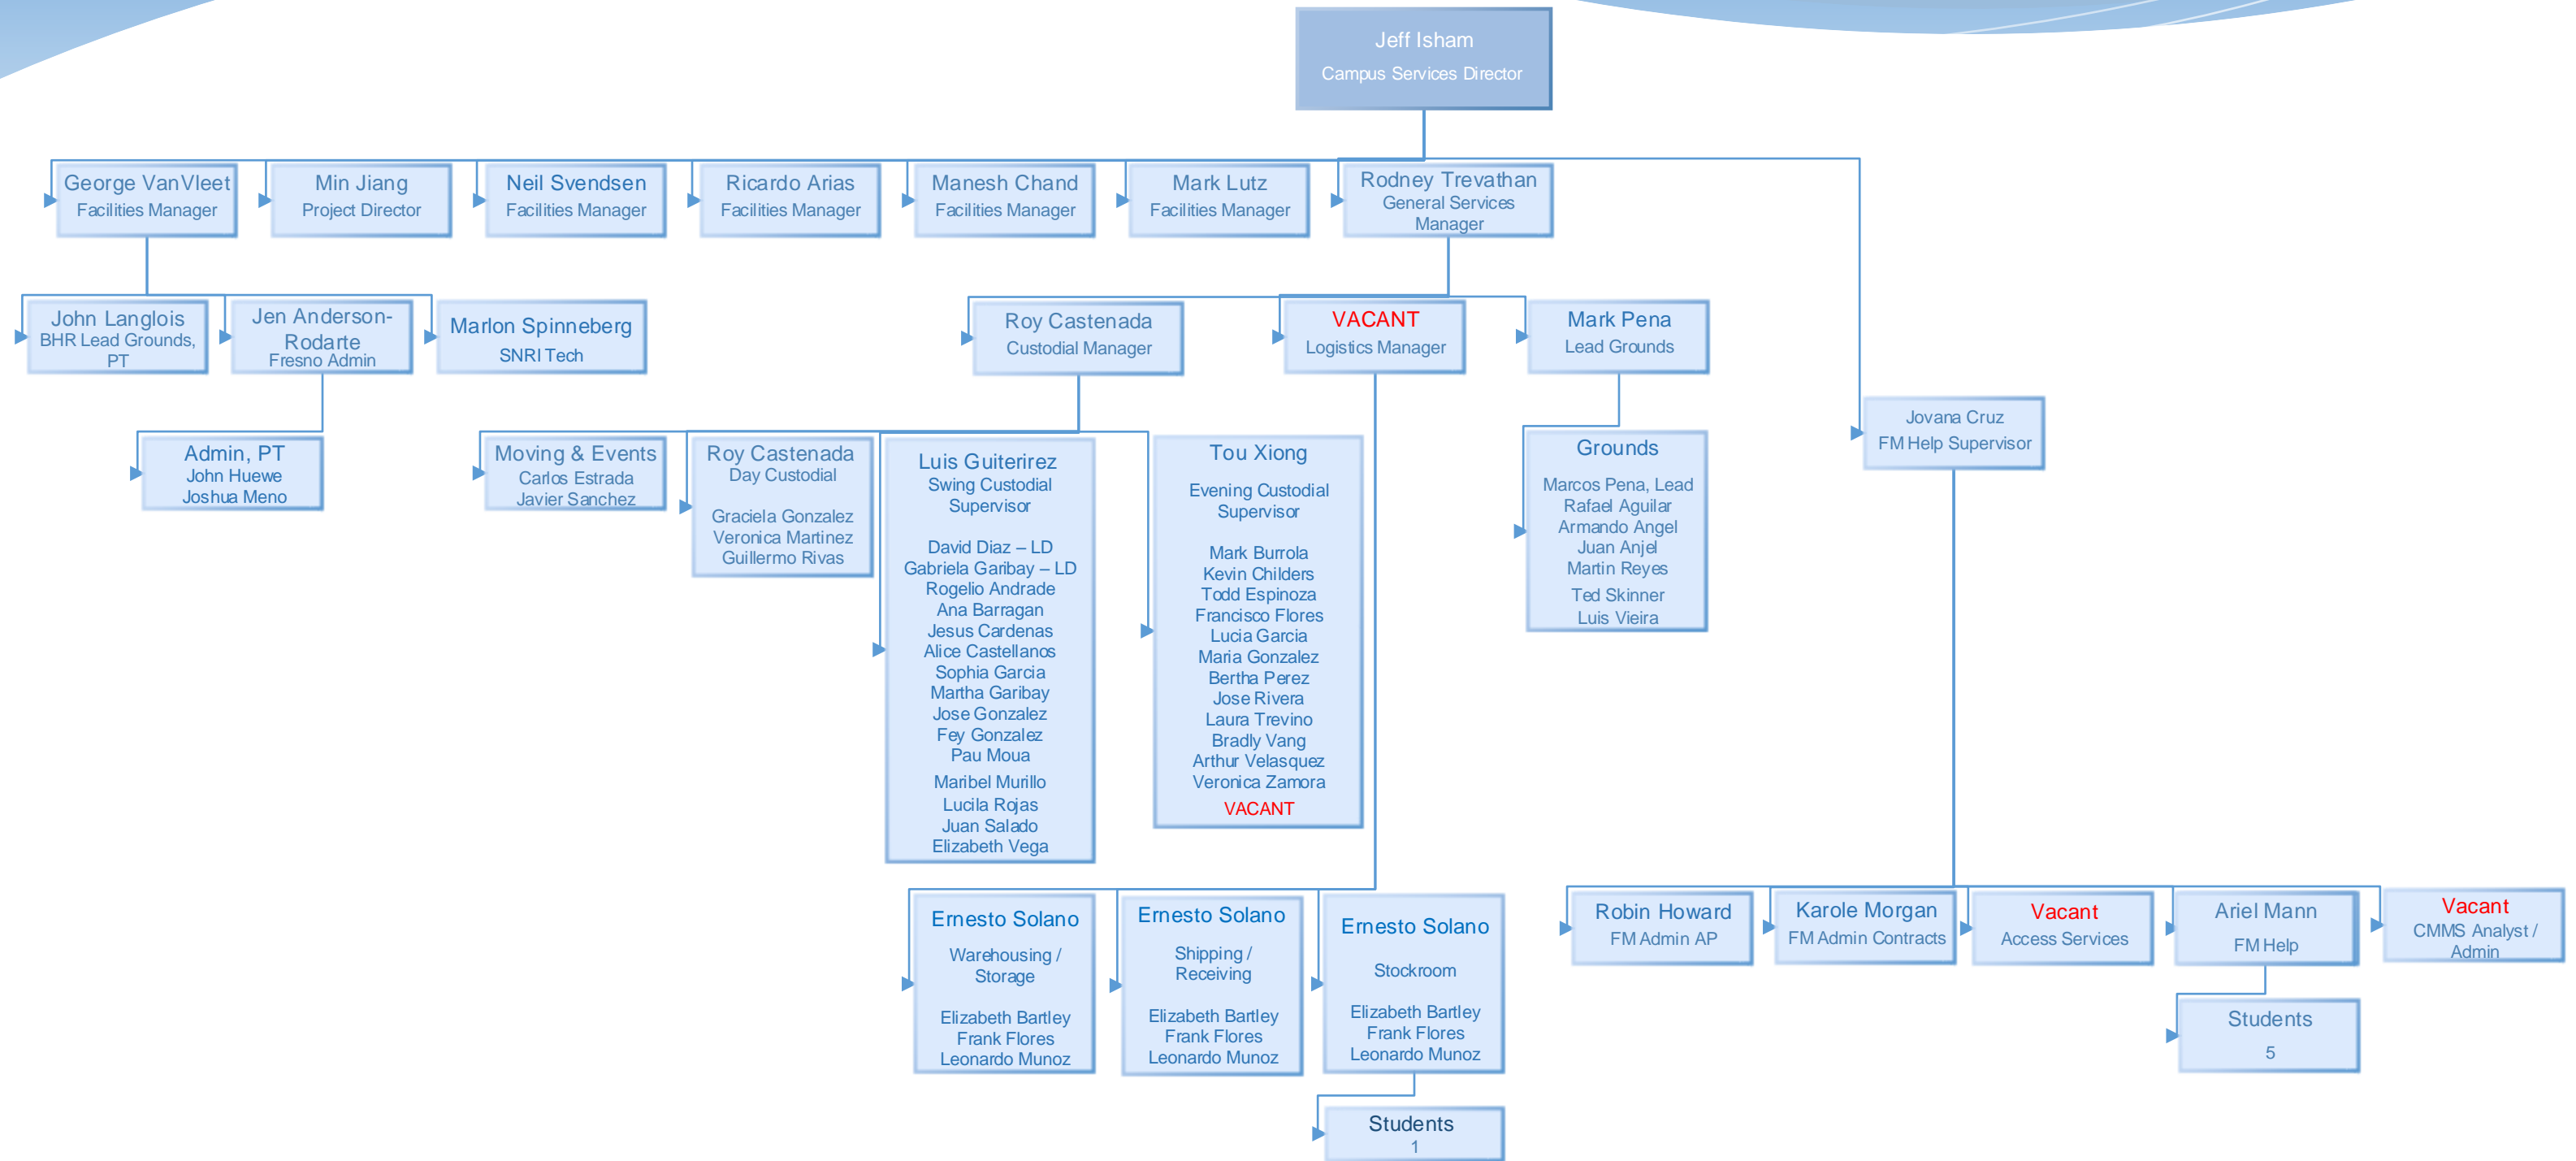 Jeff Isham
Campus Services Director
George VanVleet
Facilities Manager
Min Jiang
Project Director
Neil Svendsen
Facilities Manager
Ricardo Arias
Facilities Manager
Manesh Chand
Facilities Manager
Mark Lutz
Facilities Manager
Rodney Trevathan
General Services
Manager
John Langlois
BHR Lead Grounds,
PT
Jen Anderson-
Rodarte
Fresno Admin
Marlon Spinneberg
SNRI Tech
Roy Castenada
Custodial Manager
VACANT
Logistics Manager
Mark Pena
Lead Grounds
Jovana Cruz
FM Help Supervisor
Admin, PT
John Huewe
Joshua Meno
Moving & Events
Carlos Estrada
Javier Sanchez
Roy Castenada
Day Custodial
Graciela Gonzalez
Veronica Martinez
Guillermo Rivas
Luis Guiterirez
Swing Custodial
Supervisor
David Diaz – LD
Gabriela Garibay – LD
Rogelio Andrade
Ana Barragan
Jesus Cardenas
Alice Castellanos
Sophia Garcia
Martha Garibay
Jose Gonzalez
Fey Gonzalez
Pau Moua
Maribel Murillo
Lucila Rojas
Juan Salado
Elizabeth Vega
Tou Xiong
Evening Custodial
Supervisor
Mark Burrola
Kevin Childers
Todd Espinoza
Francisco Flores
Lucia Garcia
Maria Gonzalez
Bertha Perez
Jose Rivera
Laura Trevino
Bradly Vang
Arthur Velasquez
Veronica Zamora
VACANT
Grounds
Marcos Pena, Lead
Rafael Aguilar
Armando Angel
Juan Anjel
Martin Reyes
Ted Skinner
Luis Vieira
Ernesto Solano
Warehousing /
Storage
Elizabeth Bartley
Frank Flores
Leonardo Munoz
Ernesto Solano
Shipping /
Receiving
Elizabeth Bartley
Frank Flores
Leonardo Munoz
Ernesto Solano
Stockroom
Elizabeth Bartley
Frank Flores
Leonardo Munoz
Students
1
Robin Howard
FM Admin AP
Karole Morgan
FM Admin Contracts
Vacant
Access Services
Ariel Mann
FM Help
Vacant
CMMS Analyst /
Admin
Students
5